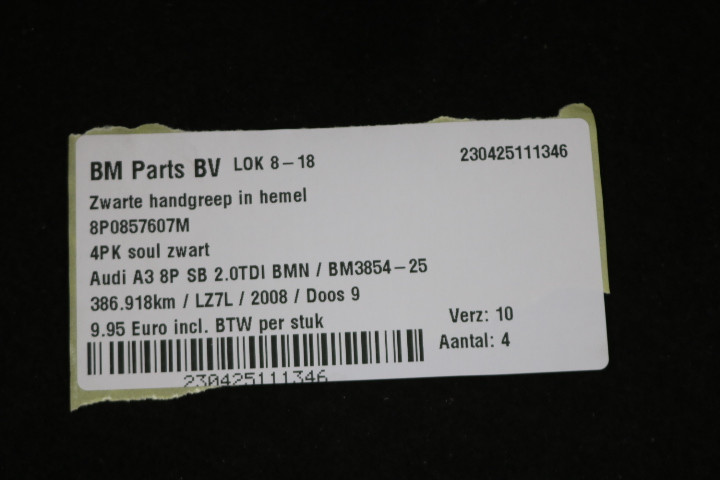 BM Parts BV LOK 8-18 230425111346
Zwarte handgreep in hemel
8P0857607M
4PK soul zwart
Audi A3 8P SB 2.0TDI BMN / BM3854-25
386.918km / LZ7L / 2008 / Doos 9
9.95 Euro incl. BTW per stuk Verz: 10
Aantal: 4
230425111346